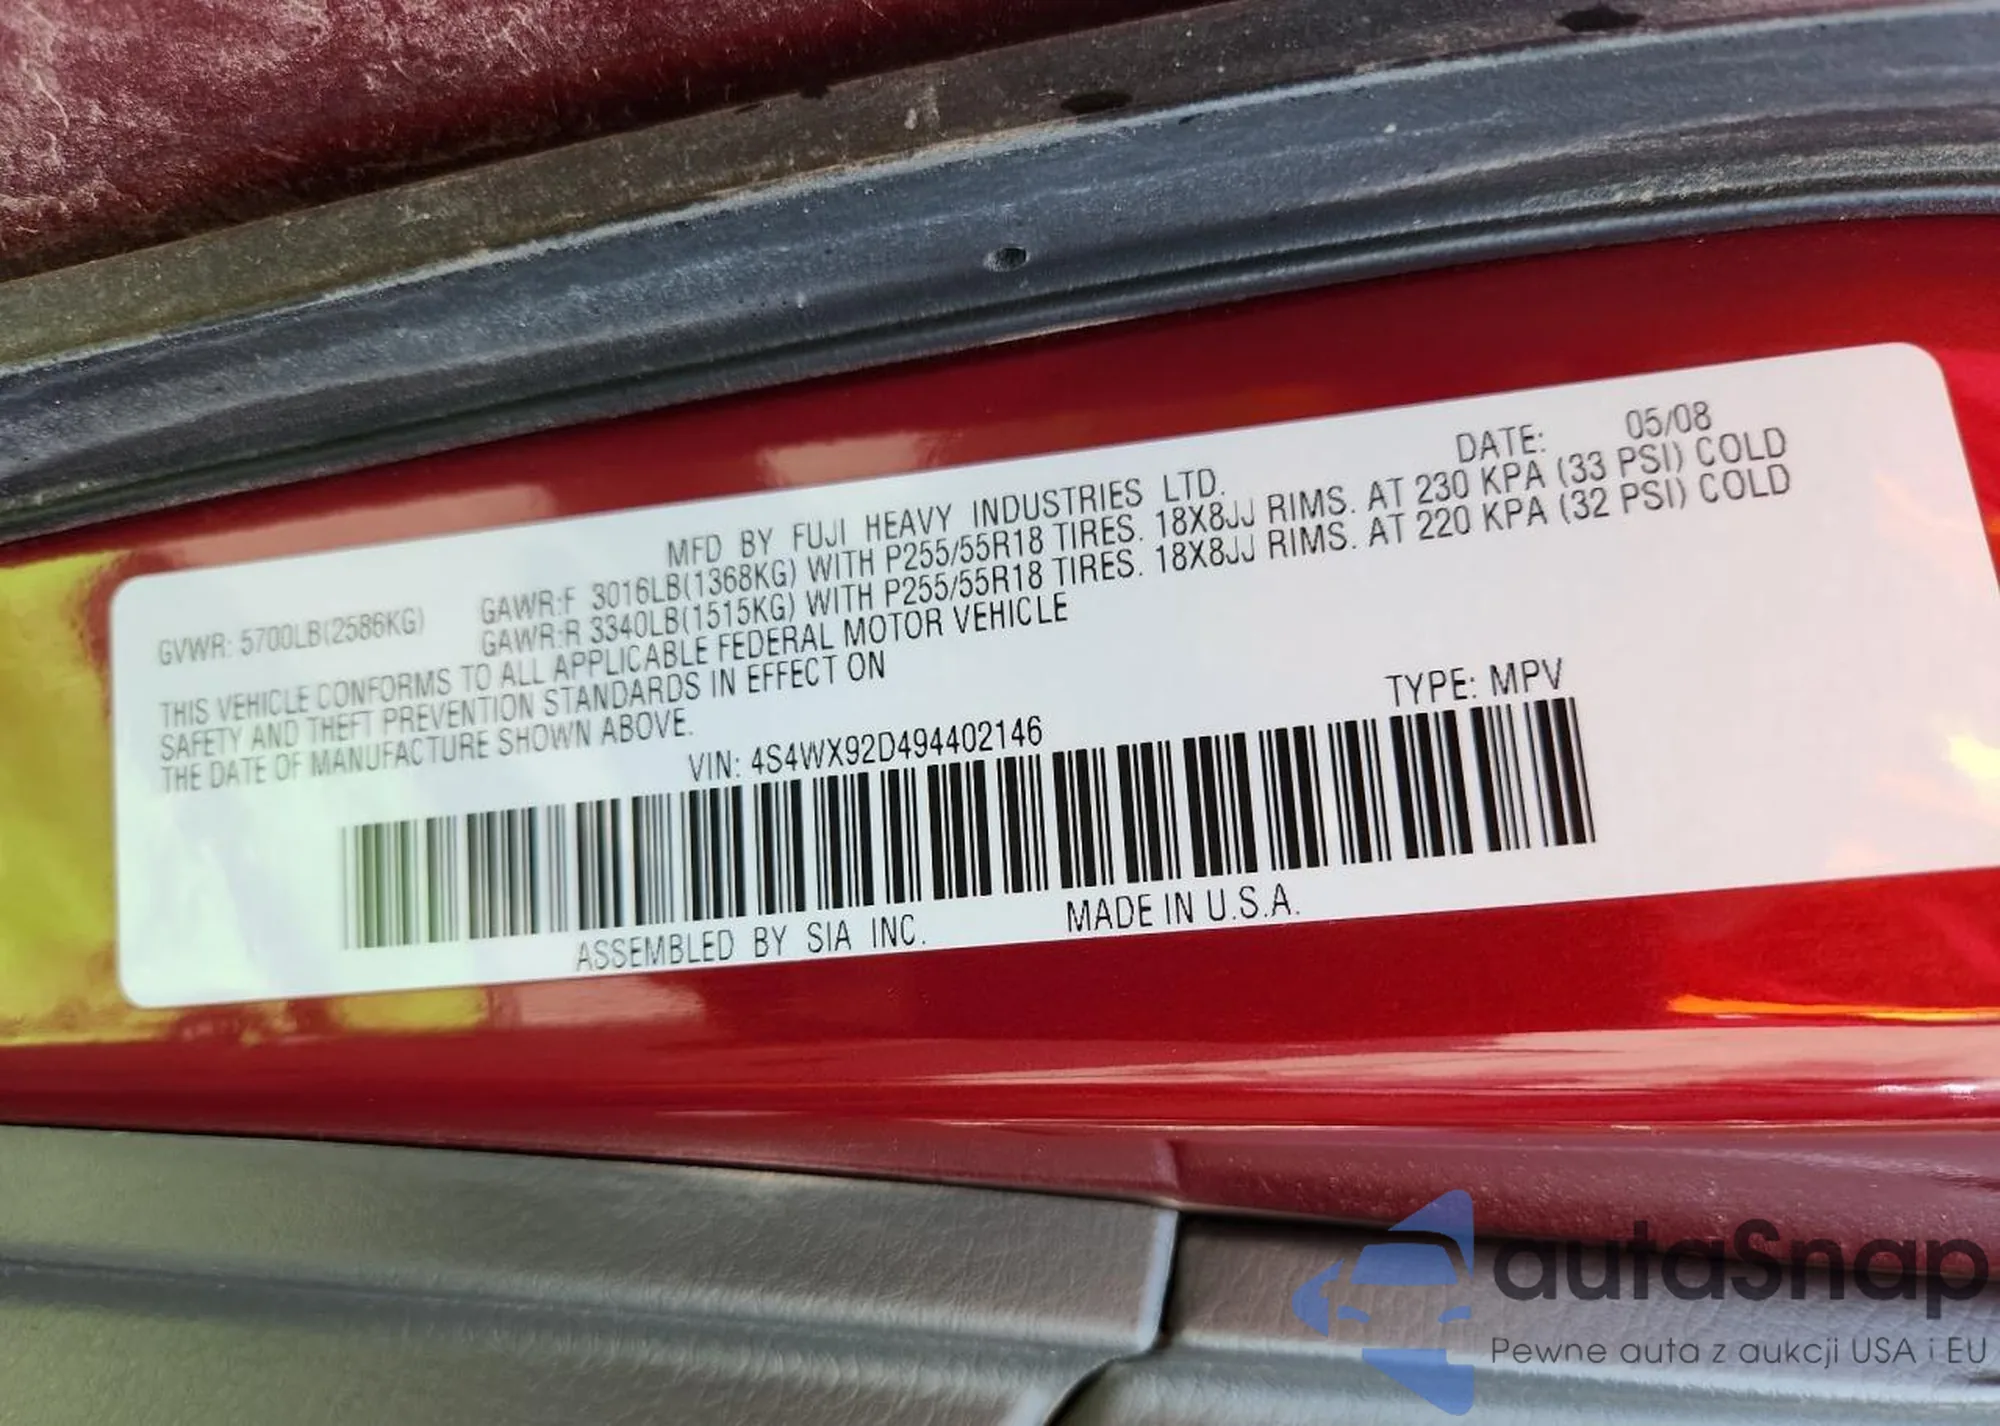 MFD BY FUJI HEAVY INDUSTRIES LTD. DATE: 05/08
GVWR: 5700LB(2586KG) GAWR:F 3016LB(1368KG) WITH P255/55R18 TIRES. 18X8JJ RIMS. AT 230 KPA (33 PSI) COLD
GAWR:R 3340LB(1515KG) WITH P255/55R18 TIRES. 18X8JJ RIMS. AT 220 KPA (32 PSI) COLD
THIS VEHICLE CONFORMS TO ALL APPLICABLE FEDERAL MOTOR VEHICLE
SAFETY AND THEFT PREVENTION STANDARDS IN EFFECT ON
THE DATE OF MANUFACTURE SHOWN ABOVE.
VIN: 4S4WX92D494402146 TYPE: MPV
ASSEMBLED BY SIA INC. MADE IN U.S.A.
autaSnap
Pewne auta z aukcji USA i EU